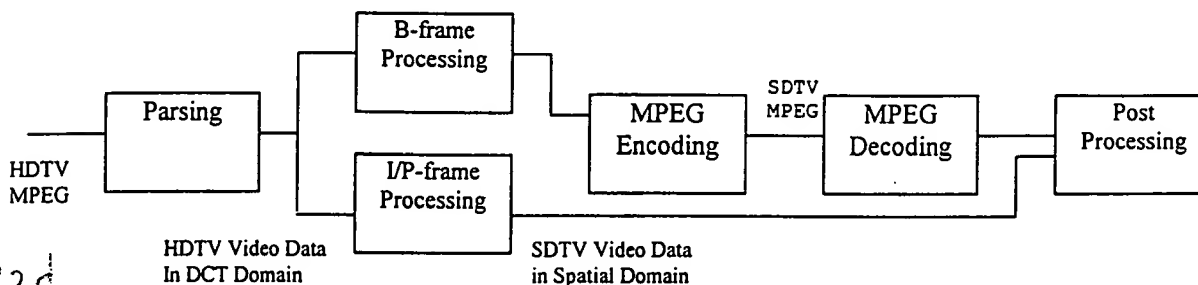 B-frame
Processing
Parsing
HDTV
MPEG
I/P-frame
Processing
MPEG
Encoding
SDTV
MPEG
MPEG
Decoding
Post
Processing
HDTV Video Data
In DCT Domain
SDTV Video Data
in Spatial Domain